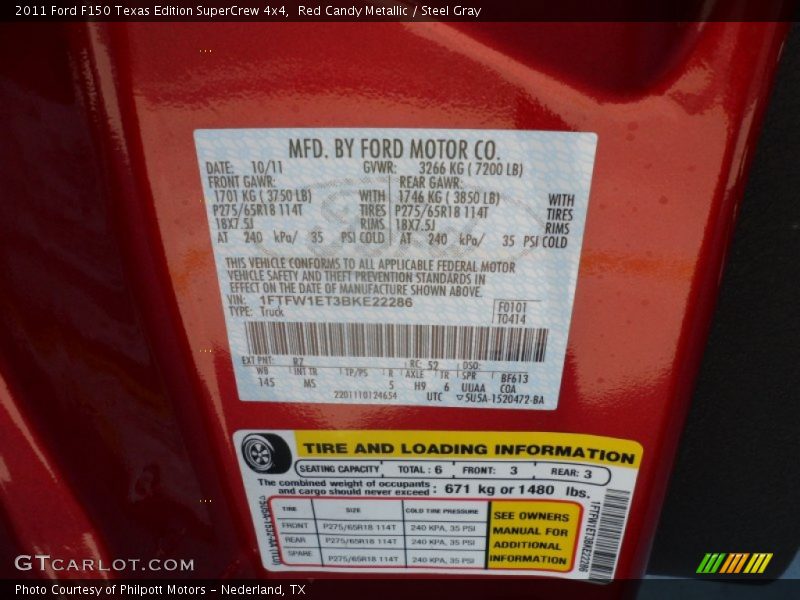 2011 Ford F150 Texas Edition SuperCrew 4x4, Red Candy Metallic / Steel Gray
MFD. BY FORD MOTOR CO.
DATE: 10/11 GVWR: 3266 KG ( 7200 LB)
FRONT GAWR: REAR GAWR:
1701 KG ( 3750 LB) WITH 1746 KG ( 3850 LB) WITH
P275/65R18 114T TIRES P275/65R18 114T TIRES
18X7.5J RIMS 18X7.5J RIMS
AT 240 kPa/ 35 PSI COLD AT 240 kPa/ 35 PSI COLD
THIS VEHICLE CONFORMS TO ALL APPLICABLE FEDERAL MOTOR
VEHICLE SAFETY AND THEFT PREVENTION STANDARDS IN
EFFECT ON THE DATE OF MANUFACTURE SHOWN ABOVE.
VIN: 1FTFW1ET3BKE22286 F0101
TYPE: Truck T0414
EXT PNT: RZ RC: 52 DSO:
WB INT TR TP/PS R AXLE TR SPR BF613
145 MS 5 H9 6 UUAA COA
2201110124654 UTC ▽5U5A-1520472-BA
TIRE AND LOADING INFORMATION
SEATING CAPACITY TOTAL : 6 FRONT: 3 REAR: 3
The combined weight of occupants
and cargo should never exceed : 671 kg or 1480 lbs.
TIRE SIZE COLD TIRE PRESSURE
FRONT P275/65R18 114T 240 KPA, 35 PSI
REAR P275/65R18 114T 240 KPA, 35 PSI
SPARE P275/65R18 114T 240 KPA, 35 PSI
SEE OWNERS
MANUAL FOR
ADDITIONAL
INFORMATION
1FTFW1ET3BKE22286
GTCARLOT.COM
Photo Courtesy of Philpott Motors – Nederland, TX